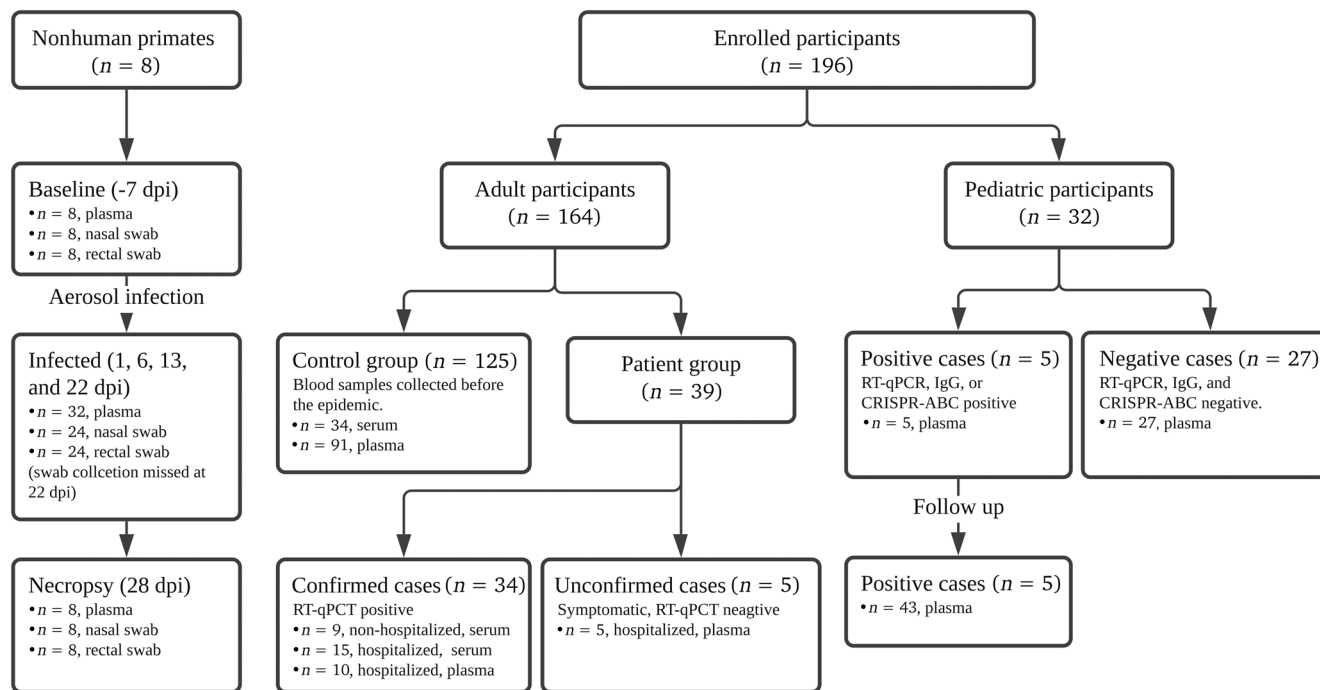 Nonhuman primates
(n = 8)
Baseline (-7 dpi)
•n = 8, plasma
•n = 8, nasal swab
•n = 8, rectal swab
Aerosol infection
Infected (1, 6, 13,
and 22 dpi)
•n = 32, plasma
•n = 24, nasal swab
•n = 24, rectal swab
(swab collcetion missed at
22 dpi)
Necropsy (28 dpi)
•n = 8, plasma
•n = 8, nasal swab
•n = 8, rectal swab
Enrolled participants
(n = 196)
Adult participants
(n = 164)
Control group (n = 125)
Blood samples collected before
the epidemic.
•n = 34, serum
•n = 91, plasma
Patient group
(n = 39)
Confirmed cases (n = 34)
RT-qPCT positive
•n = 9, non-hospitalized, serum
•n = 15, hospitalized, serum
•n = 10, hospitalized, plasma
Unconfirmed cases (n = 5)
Symptomatic, RT-qPCT neagtive
•n = 5, hospitalized, plasma
Pediatric participants
(n = 32)
Positive cases (n = 5)
RT-qPCR, IgG, or
CRISPR-ABC positive
•n = 5, plasma
Follow up
Positive cases (n = 5)
•n = 43, plasma
Negative cases (n = 27)
RT-qPCR, IgG, and
CRISPR-ABC negative.
•n = 27, plasma